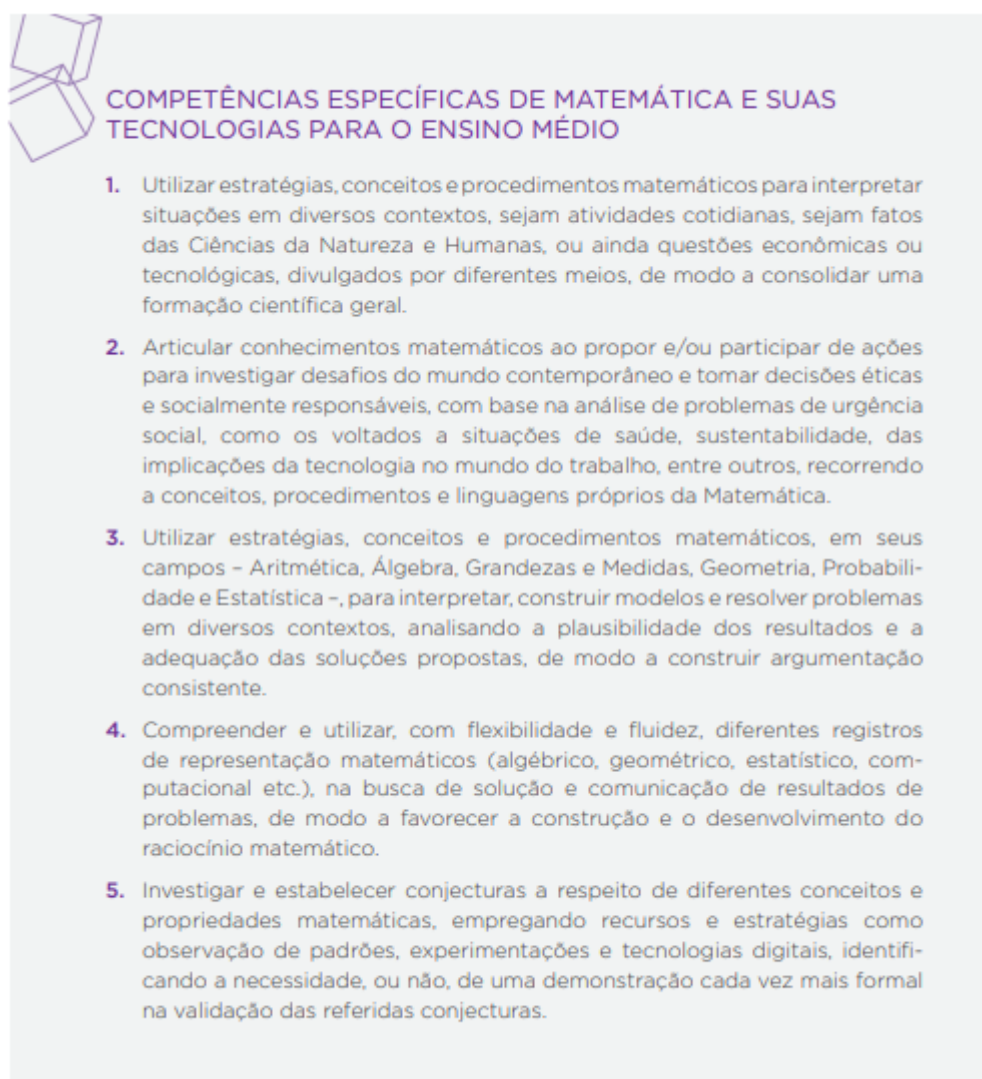 COMPETÊNCIAS ESPECÍFICAS DE MATEMÁTICA E SUAS
TECNOLOGIAS PARA O ENSINO MÉDIO
1. Utilizar estratégias, conceitos e procedimentos matemáticos para interpretar
situações em diversos contextos, sejam atividades cotidianas, sejam fatos
das Ciências da Natureza e Humanas, ou ainda questões econômicas ou
tecnológicas, divulgados por diferentes meios, de modo a consolidar uma
formação científica geral.
2. Articular conhecimentos matemáticos ao propor e/ou participar de ações
para investigar desafios do mundo contemporâneo e tomar decisões éticas
e socialmente responsáveis, com base na análise de problemas de urgência
social, como os voltados a situações de saúde, sustentabilidade, das
implicações da tecnologia no mundo do trabalho, entre outros, recorrendo
a conceitos, procedimentos e linguagens próprios da Matemática.
3. Utilizar estratégias, conceitos e procedimentos matemáticos, em seus
campos – Aritmética, Álgebra, Grandezas e Medidas, Geometria, Probabili-
dade e Estatística –, para interpretar, construir modelos e resolver problemas
em diversos contextos, analisando a plausibilidade dos resultados e a
adequação das soluções propostas, de modo a construir argumentação
consistente.
4. Compreender e utilizar, com flexibilidade e fluidez, diferentes registros
de representação matemáticos (algébrico, geométrico, estatístico, com-
putacional etc.), na busca de solução e comunicação de resultados de
problemas, de modo a favorecer a construção e o desenvolvimento do
raciocínio matemático.
5. Investigar e estabelecer conjecturas a respeito de diferentes conceitos e
propriedades matemáticas, empregando recursos e estratégias como
observação de padrões, experimentações e tecnologias digitais, identifi-
cando a necessidade, ou não, de uma demonstração cada vez mais formal
na validação das referidas conjecturas.